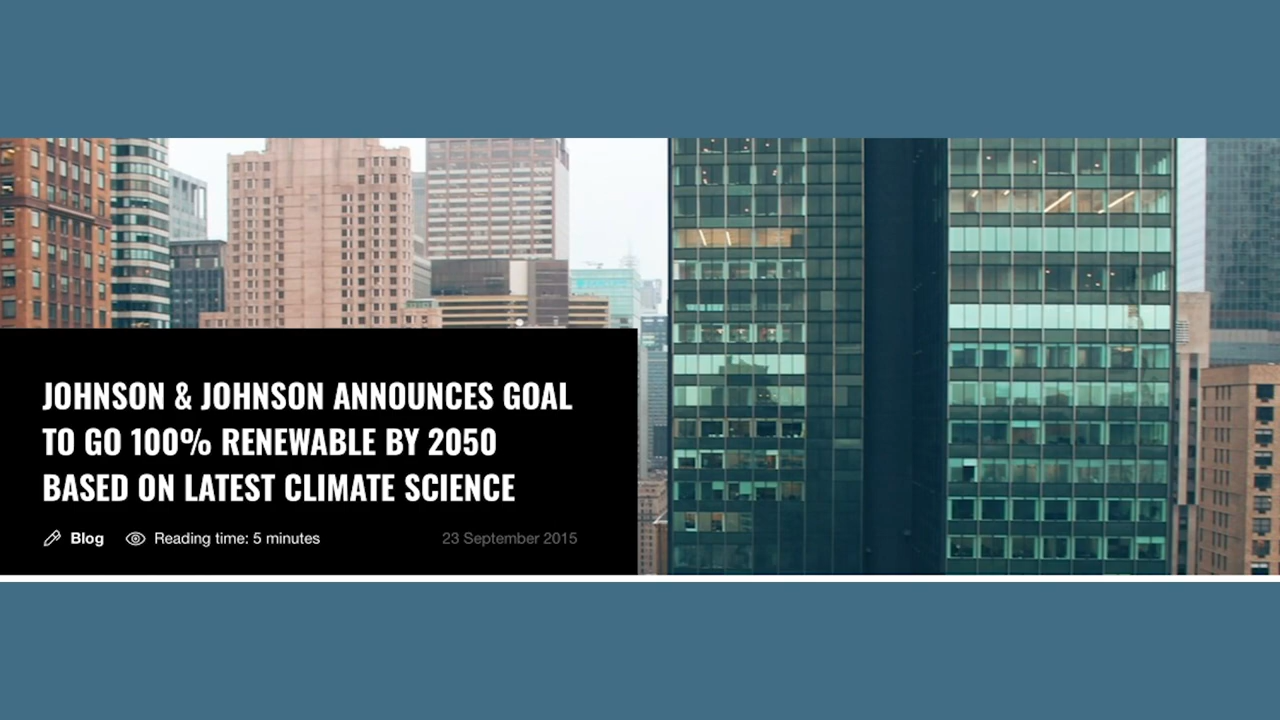 JOHNSON & JOHNSON ANNOUNCES GOAL
TO GO 100% RENEWABLE BY 2050
BASED ON LATEST CLIMATE SCIENCE
Blog Reading time: 5 minutes 23 September 2015